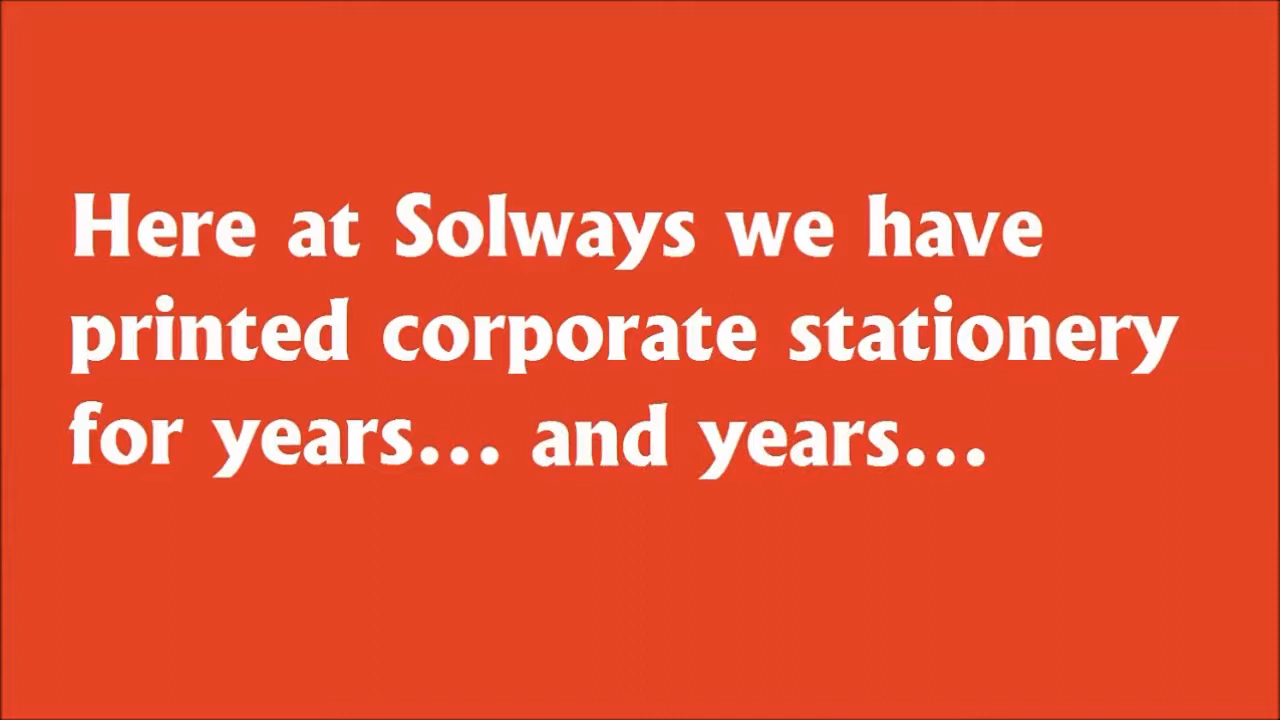 Here at Solways we have
printed corporate stationery
for years... and years...